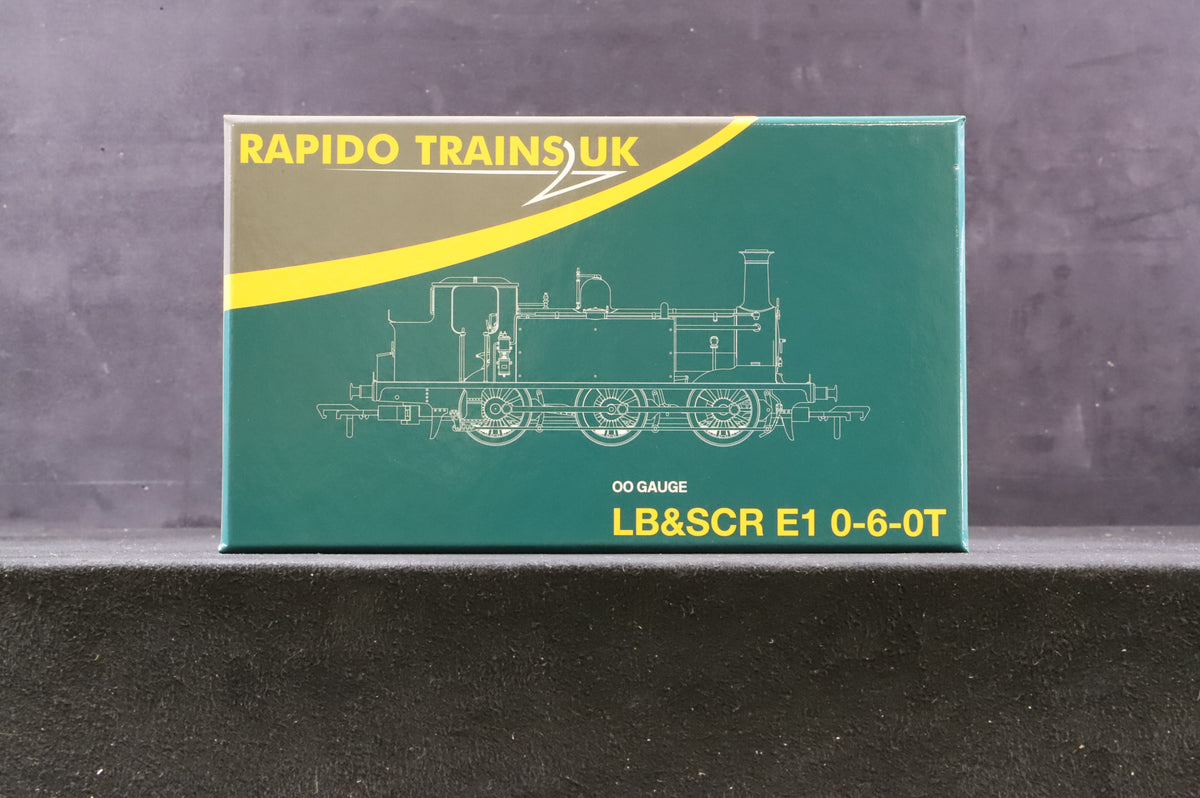 RAPIDO TRAINS UK
OO GAUGE
LB&SCR E1 0-6-0T